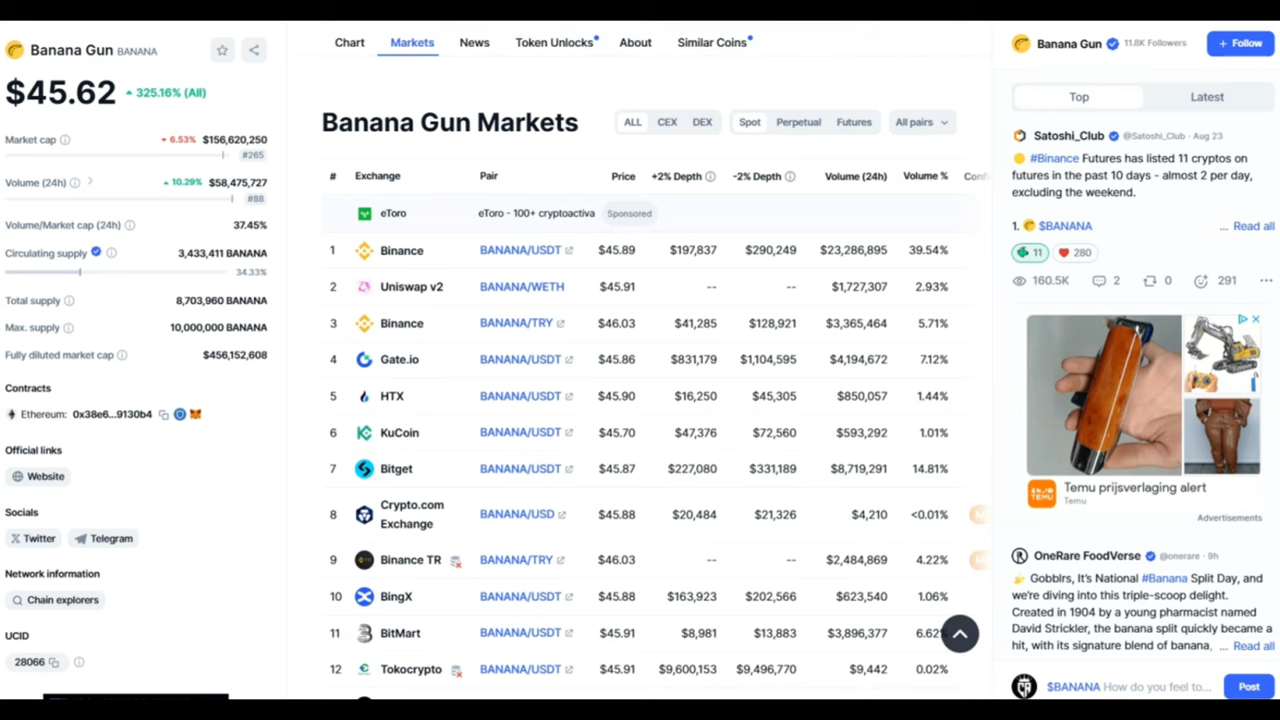 Banana Gun BANANA
$45.62 325.16% (All)
Market cap 6.53% $156,620,250
#265
Volume (24h) 10.29% $58,475,727
#88
Volume/Market cap (24h) 37.45%
Circulating supply 3,433,411 BANANA
34.33%
Total supply 8,703,960 BANANA
Max. supply 10,000,000 BANANA
Fully diluted market cap $456,152,608
Contracts
Ethereum: 0x38e6...9130b4
Official links
Website
Socials
Twitter Telegram
Network information
Chain explorers
UCID
28066
Chart Markets News Token Unlocks About Similar Coins
Banana Gun Markets
ALL CEX DEX Spot Perpetual Futures All pairs
# Exchange Pair Price +2% Depth -2% Depth Volume (24h) Volume %
eToro eToro - 100+ cryptoactiva Sponsored
1 Binance BANANA/USDT $45.89 $197,837 $290,249 $23,286,895 39.54%
2 Uniswap v2 BANANA/WETH $45.91 -- -- $1,727,307 2.93%
3 Binance BANANA/TRY $46.03 $41,285 $128,921 $3,365,464 5.71%
4 Gate.io BANANA/USDT $45.86 $831,179 $1,104,595 $4,194,672 7.12%
5 HTX BANANA/USDT $45.90 $16,250 $45,305 $850,057 1.44%
6 KuCoin BANANA/USDT $45.70 $47,376 $72,560 $593,292 1.01%
7 Bitget BANANA/USDT $45.87 $227,080 $331,189 $8,719,291 14.81%
8 Crypto.com Exchange BANANA/USD $45.88 $20,484 $21,326 $4,210 <0.01%
9 Binance TR BANANA/TRY $46.03 -- -- $2,484,869 4.22%
10 BingX BANANA/USDT $45.88 $163,923 $202,566 $623,540 1.06%
11 BitMart BANANA/USDT $45.91 $8,981 $13,883 $3,896,377 6.62%
12 Tokocrypto BANANA/USDT $45.91 $9,600,153 $9,496,770 $9,442 0.02%
Banana Gun 11.8K Followers + Follow
Top Latest
Satoshi_Club @Satoshi_Club · Aug 23
#Binance Futures has listed 11 cryptos on
futures in the past 10 days - almost 2 per day,
excluding the weekend.
1. $BANANA ... Read all
11 280
160.5K 2 0 291
TEMU
Temu prijsverlaging alert
Temu
Advertisements
OneRare FoodVerse @onerare · 9h
Gobblrs, It's National #Banana Split Day, and
we're diving into this triple-scoop delight.
Created in 1904 by a young pharmacist named
David Strickler, the banana split quickly became a
hit, with its signature blend of banana, ... Read all
$BANANA How do you feel to... Post